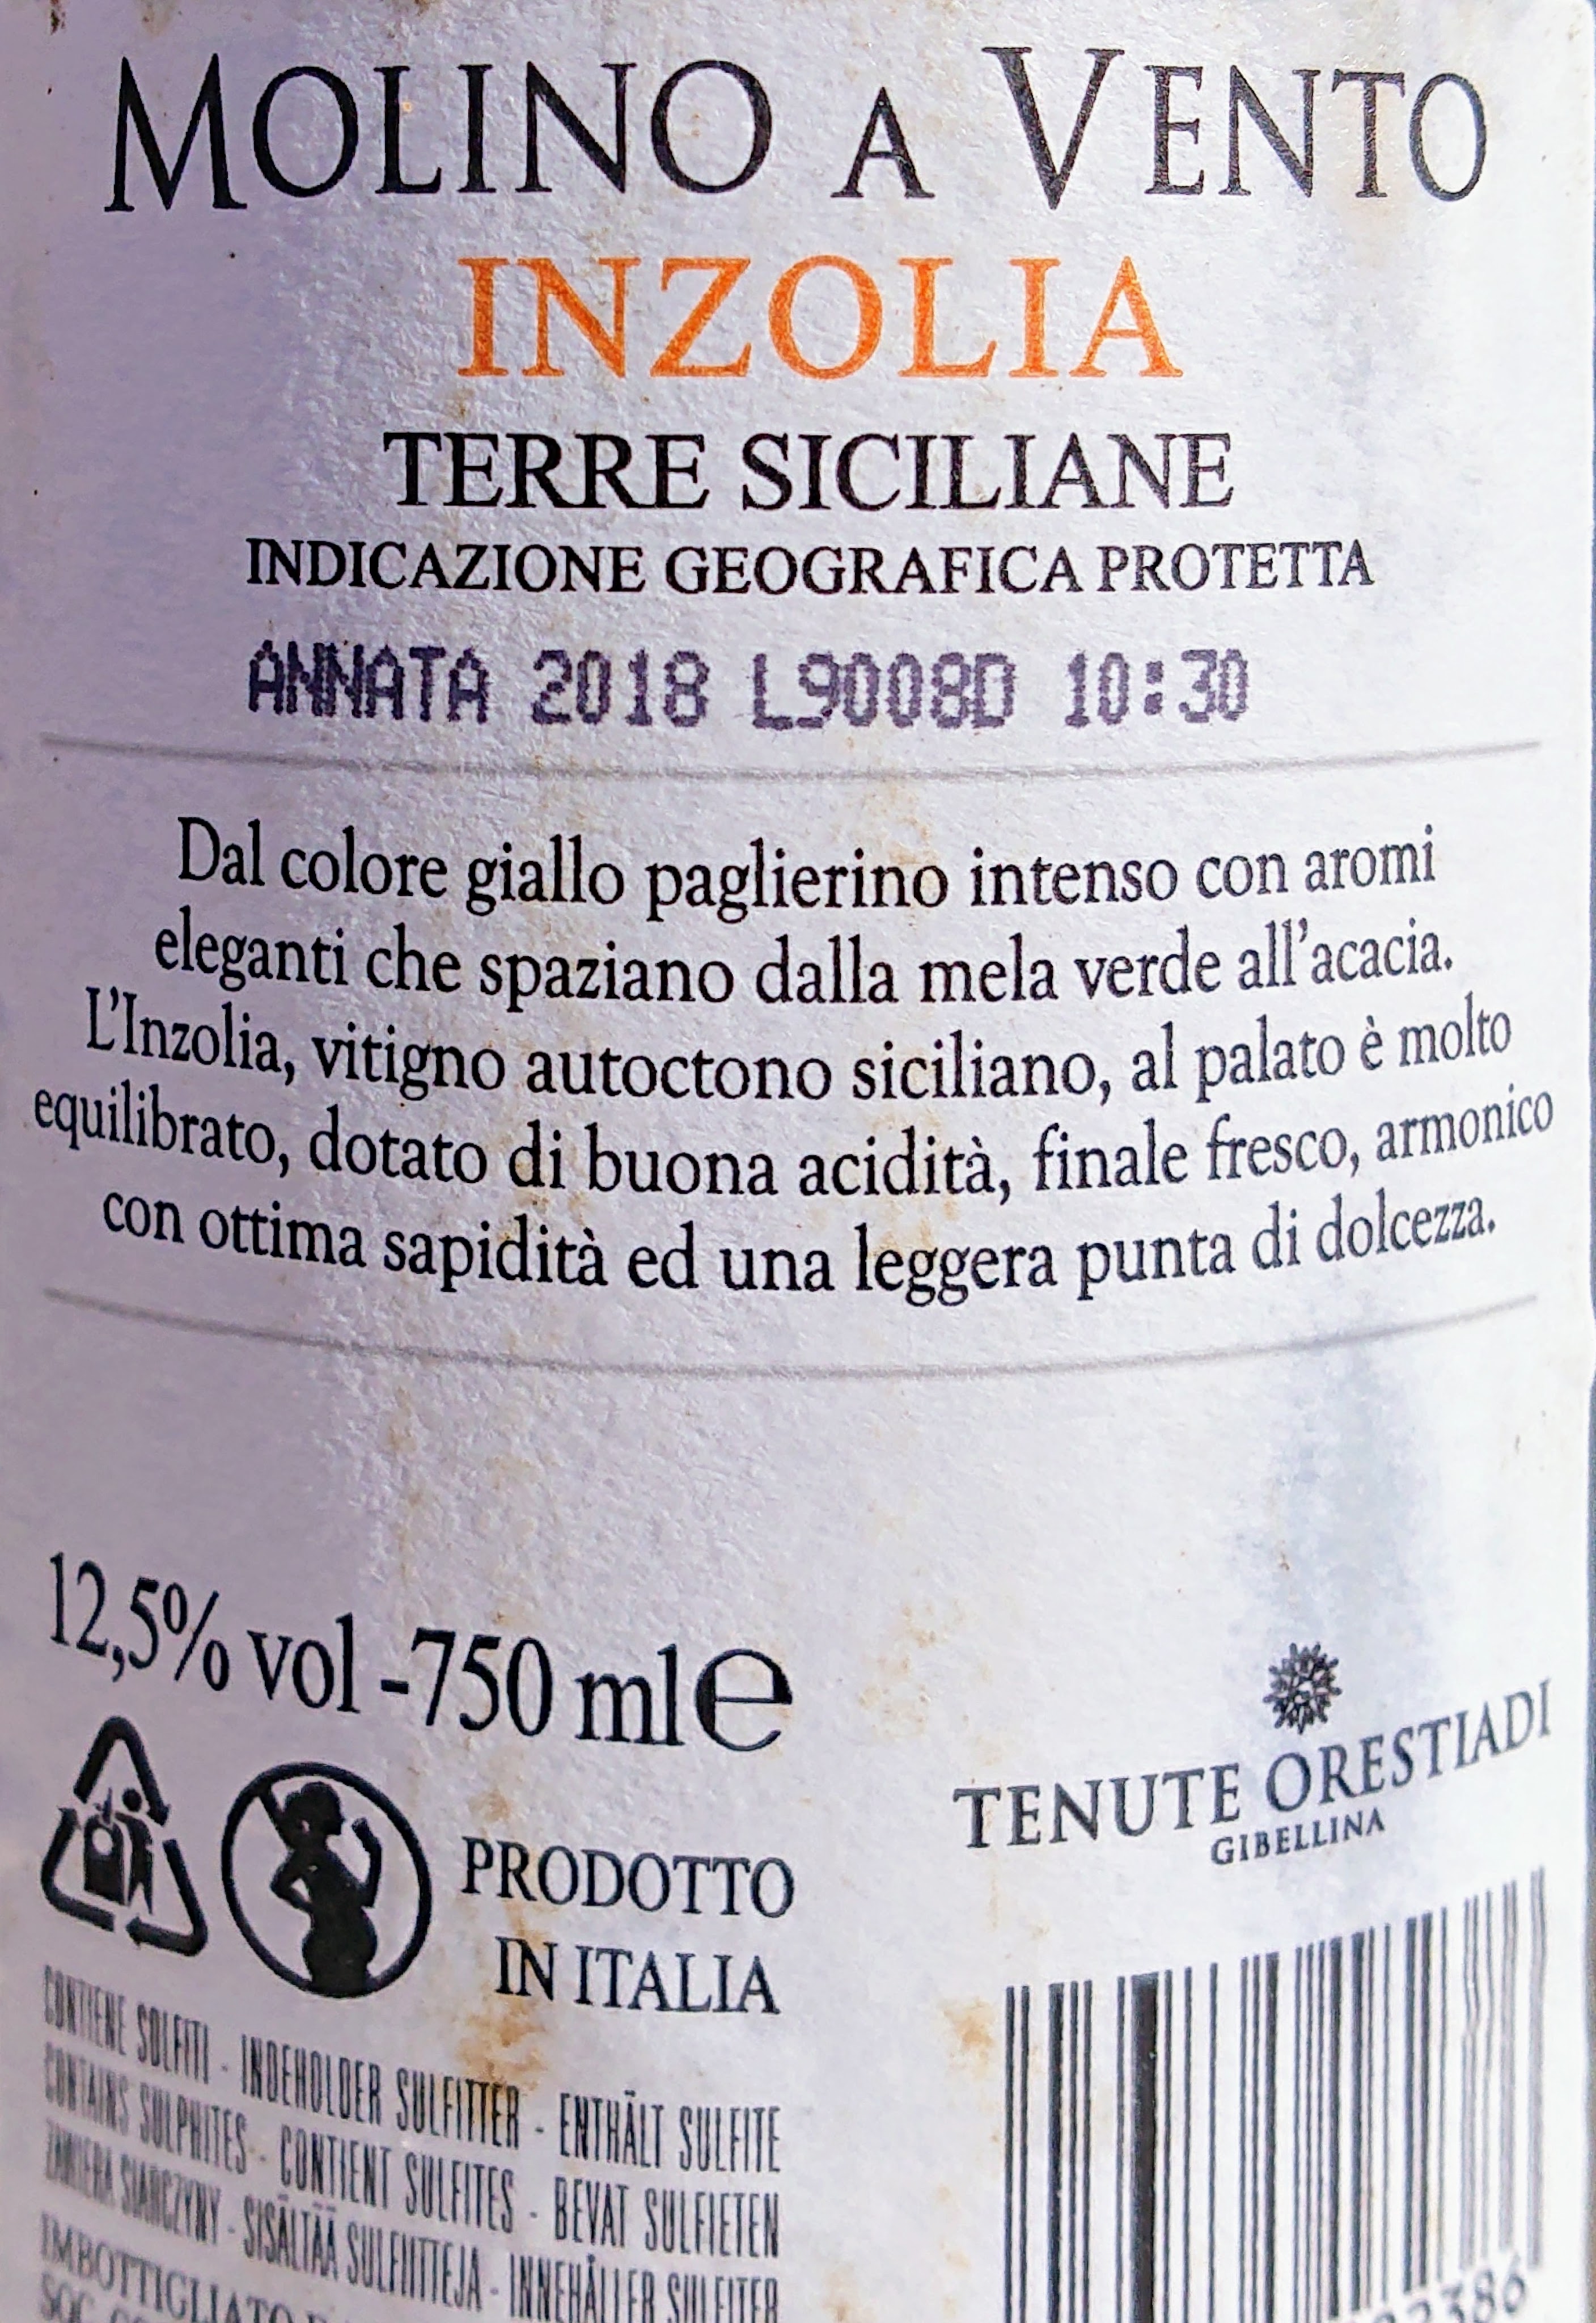 MOLINO A VENTO
INZOLIA
TERRE SICILIANE
INDICAZIONE GEOGRAFICA PROTETTA
ANNATA 2018 L9008D 10:30
Dal colore giallo paglierino intenso con aromi
eleganti che spaziano dalla mela verde all'acacia.
L'Inzolia, vitigno autoctono siciliano, al palato è molto
equilibrato, dotato di buona acidità, finale fresco, armonico
con ottima sapidità ed una leggera punta di dolcezza.
12,5% vol -750 ml e
PRODOTTO
IN ITALIA
CONTIENE SOLFITI - INDEHOLDER SULFITTER - ENTHÄLT SULFITE
CONTAINS SULPHITES - CONTIENT SULFITES - BEVAT SULFIETEN
ZAWIERA SIARCZYNY - SISÄLTÄÄ SULFIITTEJA - INNEHÅLLER SULFITER
IMBOTTIGLIATO
TENUTE ORESTIADI
GIBELLINA
2386